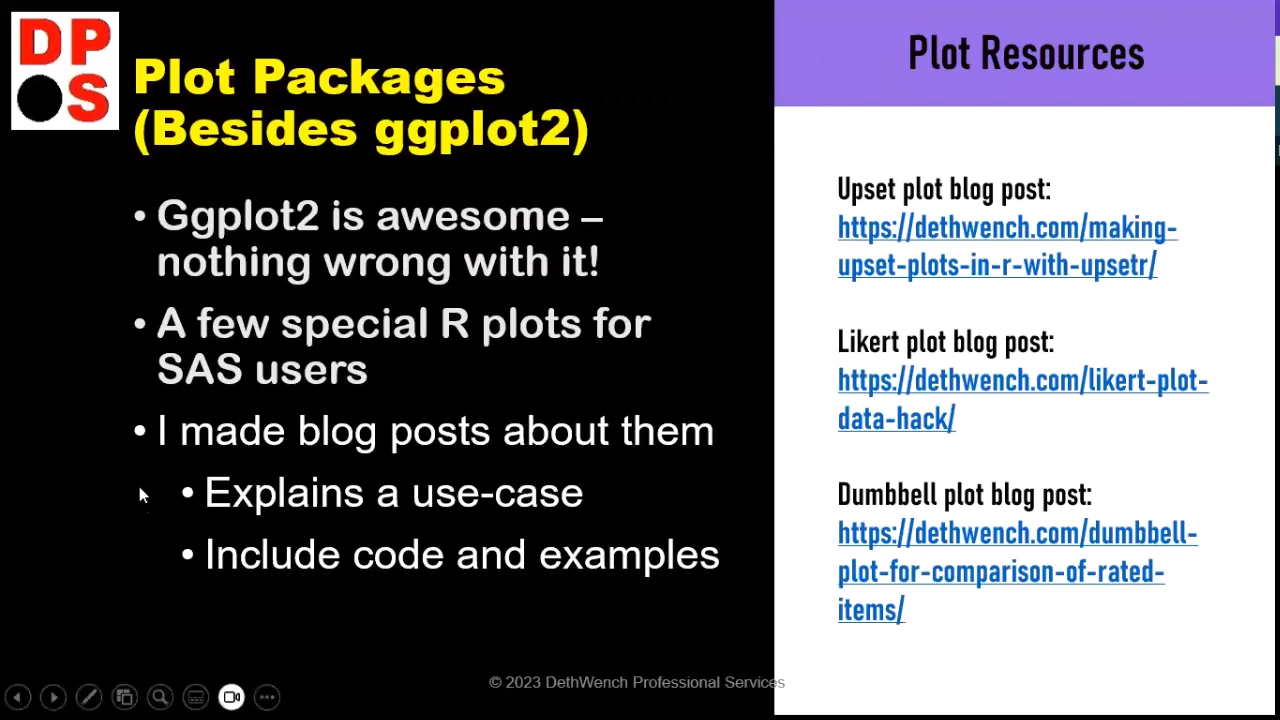 DP
S
Plot Packages
(Besides ggplot2)
• Ggplot2 is awesome –
nothing wrong with it!
• A few special R plots for
SAS users
• I made blog posts about them
• Explains a use-case
• Include code and examples
Plot Resources
Upset plot blog post:
https://dethwench.com/making-
upset-plots-in-r-with-upsetr/
Likert plot blog post:
https://dethwench.com/likert-plot-
data-hack/
Dumbbell plot blog post:
https://dethwench.com/dumbbell-
plot-for-comparison-of-rated-
items/
© 2023 DethWench Professional Services